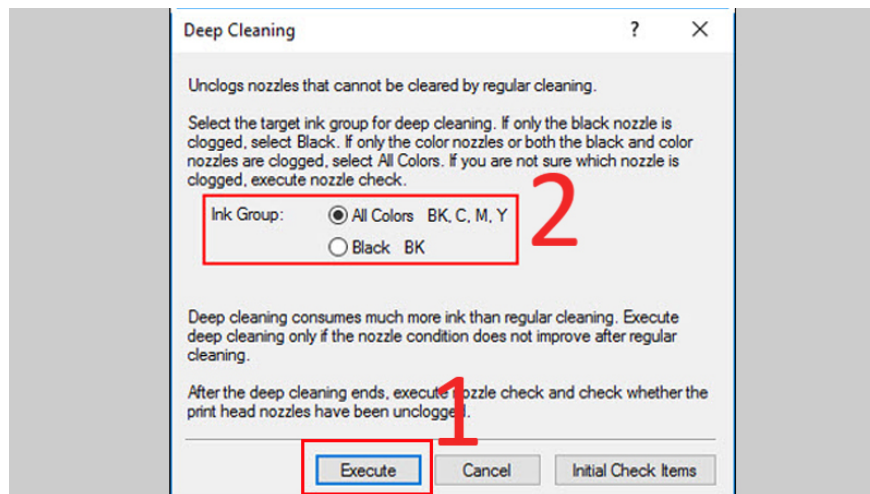 Deep Cleaning ? ×
Unclogs nozzles that cannot be cleared by regular cleaning.
Select the target ink group for deep cleaning. If only the black nozzle is
clogged, select Black. If only the color nozzles or both the black and color
nozzles are clogged, select All Colors. If you are not sure which nozzle is
clogged, execute nozzle check.
Ink Group: All Colors BK, C, M, Y
Black BK
2
Deep cleaning consumes much more ink than regular cleaning. Execute
deep cleaning only if the nozzle condition does not improve after regular
cleaning.
After the deep cleaning ends, execute nozzle check and check whether the
print head nozzles have been unclogged.
1
Execute Cancel Initial Check Items